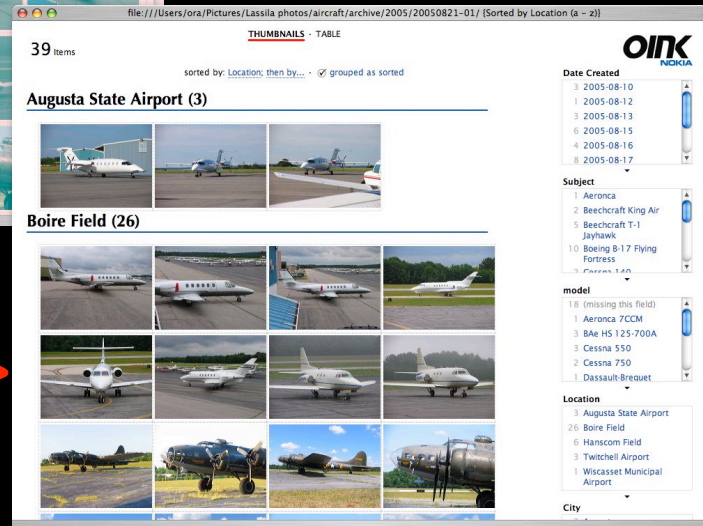 file:///Users/ora/Pictures/Lassila photos/aircraft/archive/2005/20050821-01/ {Sorted by Location (a – z)}
39 Items
THUMBNAILS · TABLE
sorted by: Location; then by... · grouped as sorted
OINK
NOKIA
Augusta State Airport (3)
Boire Field (26)
Date Created
3 2005-08-10
1 2005-08-12
3 2005-08-13
6 2005-08-15
4 2005-08-16
8 2005-08-17
Subject
1 Aeronca
2 Beechcraft King Air
5 Beechcraft T-1
Jayhawk
10 Boeing B-17 Flying
Fortress
2 Cessna 140
model
18 (missing this field)
1 Aeronca 7CCM
3 BAe HS 125-700A
3 Cessna 550
2 Cessna 750
1 Dassault-Breguet
Location
3 Augusta State Airport
26 Boire Field
6 Hanscom Field
3 Twitchell Airport
1 Wiscasset Municipal
Airport
City